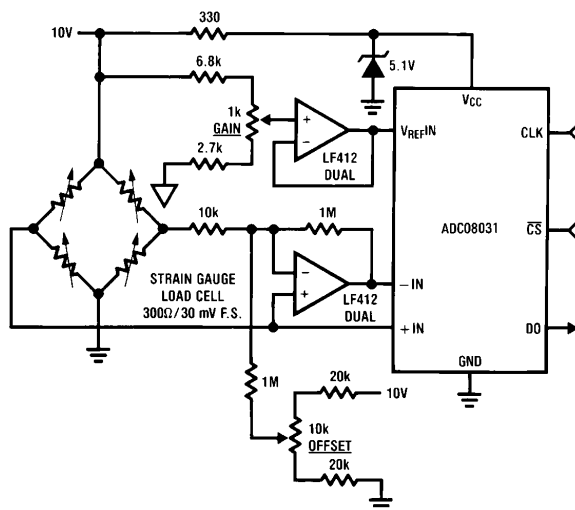 10V
330
5.1V
6.8k
1k
GAIN
2.7k
+
−
LF412
DUAL
VCC
VREFIN
CLK
ADC08031
CS
10k
1M
STRAIN GAUGE
LOAD CELL
300Ω/30 mV F.S.
−
+
LF412
DUAL
−IN
+IN
DO
GND
1M
20k
10V
10k
OFFSET
20k